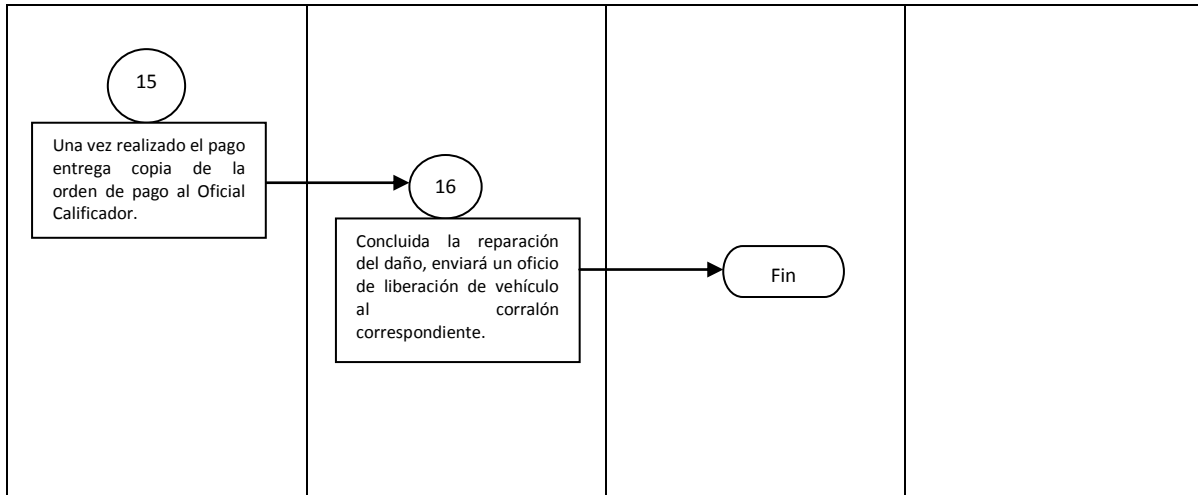 15
Una vez realizado el pago
entrega copia de la
orden de pago al Oficial
Calificador.
16
Concluida la reparación
del daño, enviará un oficio
de liberación de vehículo
al corralón
correspondiente.
Fin